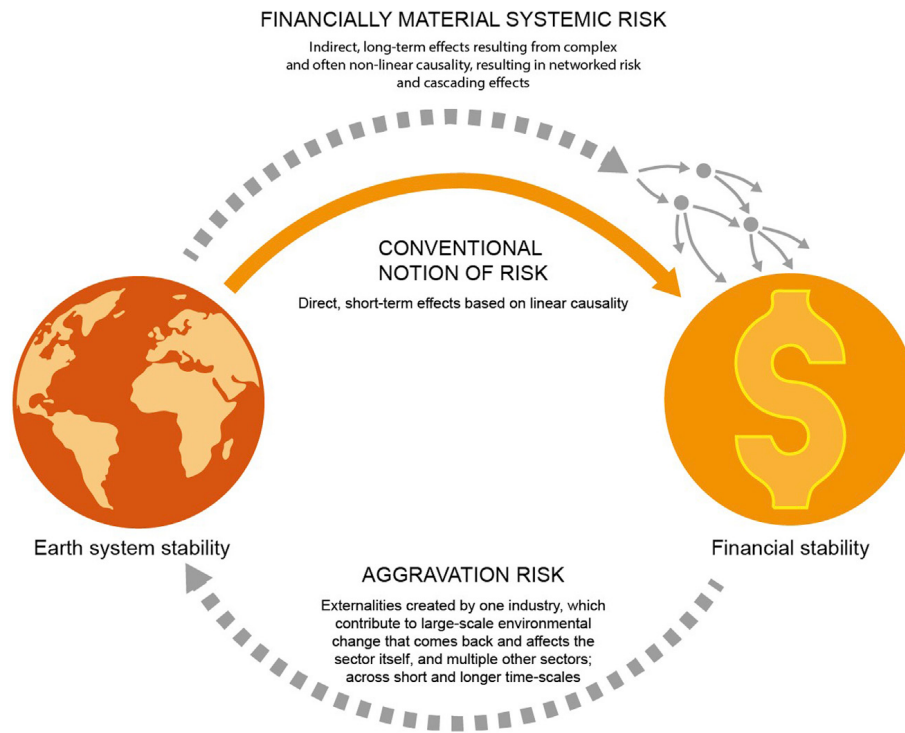 FINANCIALLY MATERIAL SYSTEMIC RISK
Indirect, long-term effects resulting from complex
and often non-linear causality, resulting in networked risk
and cascading effects
CONVENTIONAL
NOTION OF RISK
Direct, short-term effects based on linear causality
$
Earth system stability
Financial stability
AGGRAVATION RISK
Externalities created by one industry, which
contribute to large-scale environmental
change that comes back and affects the
sector itself, and multiple other sectors;
across short and longer time-scales